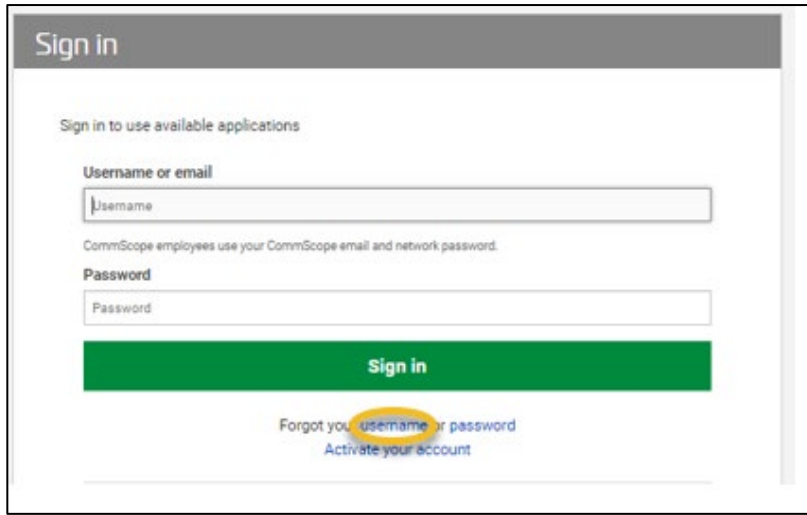 Sign in
Sign in to use available applications
Username or email
Username
CommScope employees use your CommScope email and network password.
Password
Password
Sign in
Forgot your username or password
Activate your account